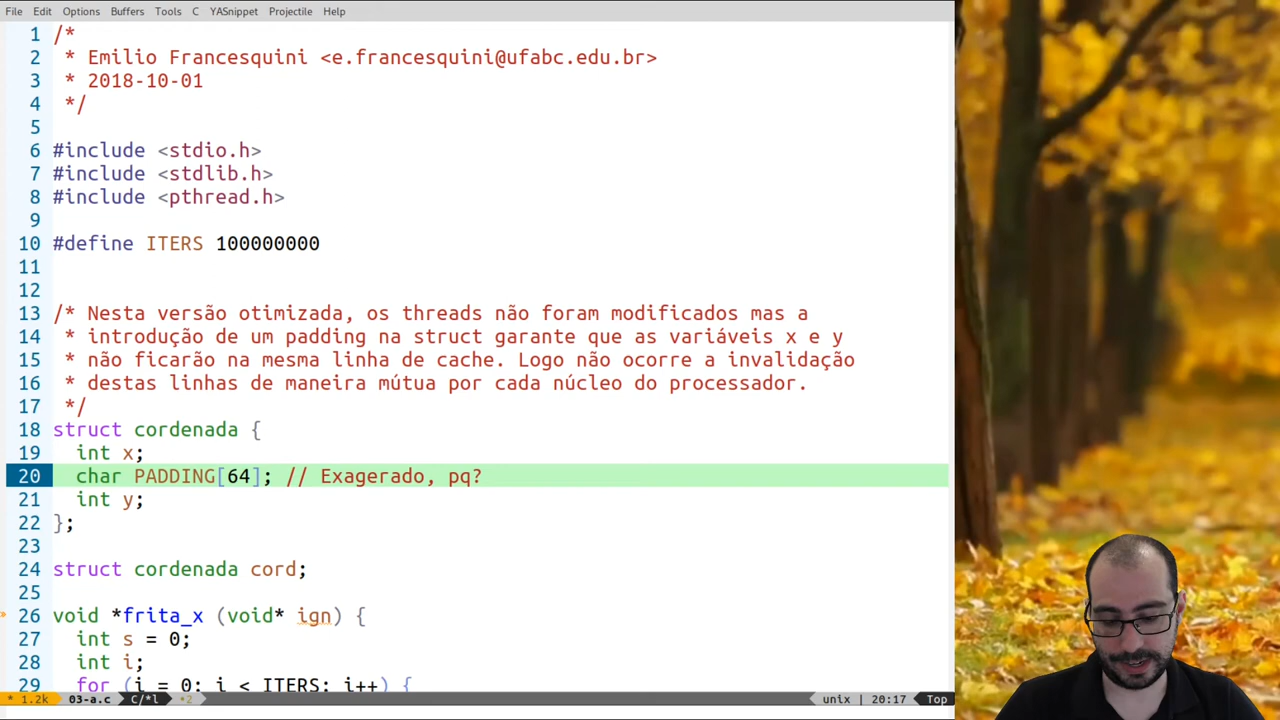 File Edit Options Buffers Tools C YASnippet Projectile Help
1 /*
2  * Emilio Francesquini <e.francesquini@ufabc.edu.br>
3  * 2018-10-01
4  */
5
6 #include <stdio.h>
7 #include <stdlib.h>
8 #include <pthread.h>
9
10 #define ITERS 100000000
11
12
13 /* Nesta versão otimizada, os threads não foram modificados mas a
14  * introdução de um padding na struct garante que as variáveis x e y
15  * não ficarão na mesma linha de cache. Logo não ocorre a invalidação
16  * destas linhas de maneira mútua por cada núcleo do processador.
17  */
18 struct cordenada {
19   int x;
20   char PADDING[64]; // Exagerado, pq?
21   int y;
22 };
23
24 struct cordenada cord;
25
26 void *frita_x (void* ign) {
27   int s = 0;
28   int i;
29   for (i = 0; i < ITERS; i++) {
* 1.2k 03-a.c C/*l •2 unix | 20:17 Top